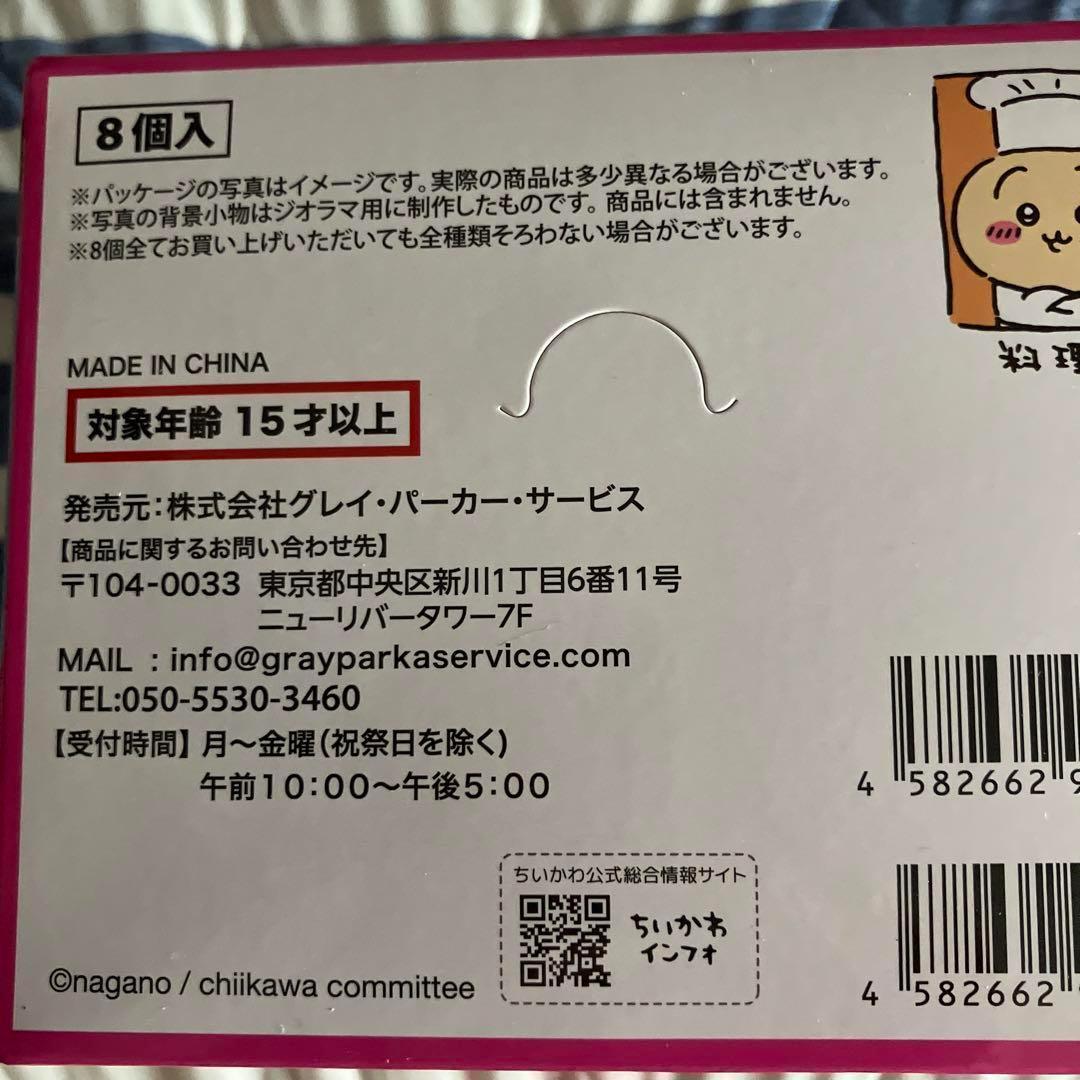 8個入
※パッケージの写真はイメージです。実際の商品は多少異なる場合がございます。
※写真の背景小物はジオラマ用に制作したものです。商品には含まれません。
※8個全てお買い上げいただいても全種類そろわない場合がございます。
MADE IN CHINA
対象年齢 15才以上
発売元:株式会社グレイ・パーカー・サービス
【商品に関するお問い合わせ先】
〒104-0033 東京都中央区新川1丁目6番11号
ニューリバータワー7F
MAIL : info@grayparkaservice.com
TEL:050-5530-3460
【受付時間】月〜金曜(祝祭日を除く)
午前10:00〜午後5:00
ちいかわ公式総合情報サイト
ちいかわ
インフォ
©nagano / chiikawa committee
料理
4 582662 9
4 582662